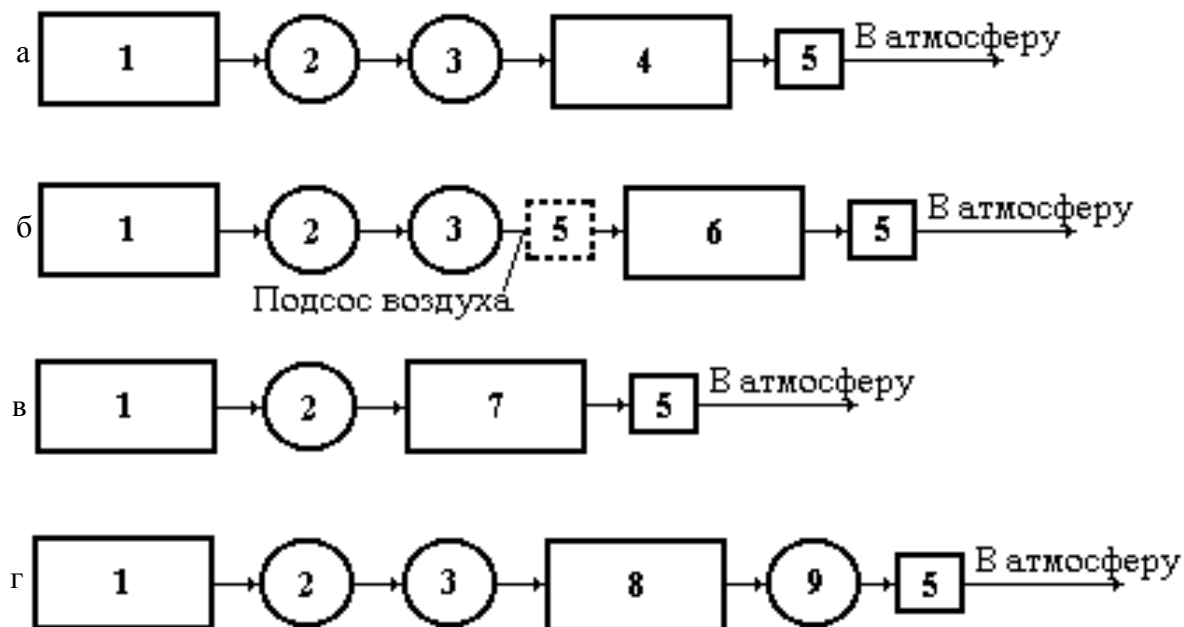 а 1 2 3 4 5 В атмосферу
б 1 2 3 5 6 5 В атмосферу
Подсос воздуха
в 1 2 7 5 В атмосферу
г 1 2 3 8 9 5 В атмосферу